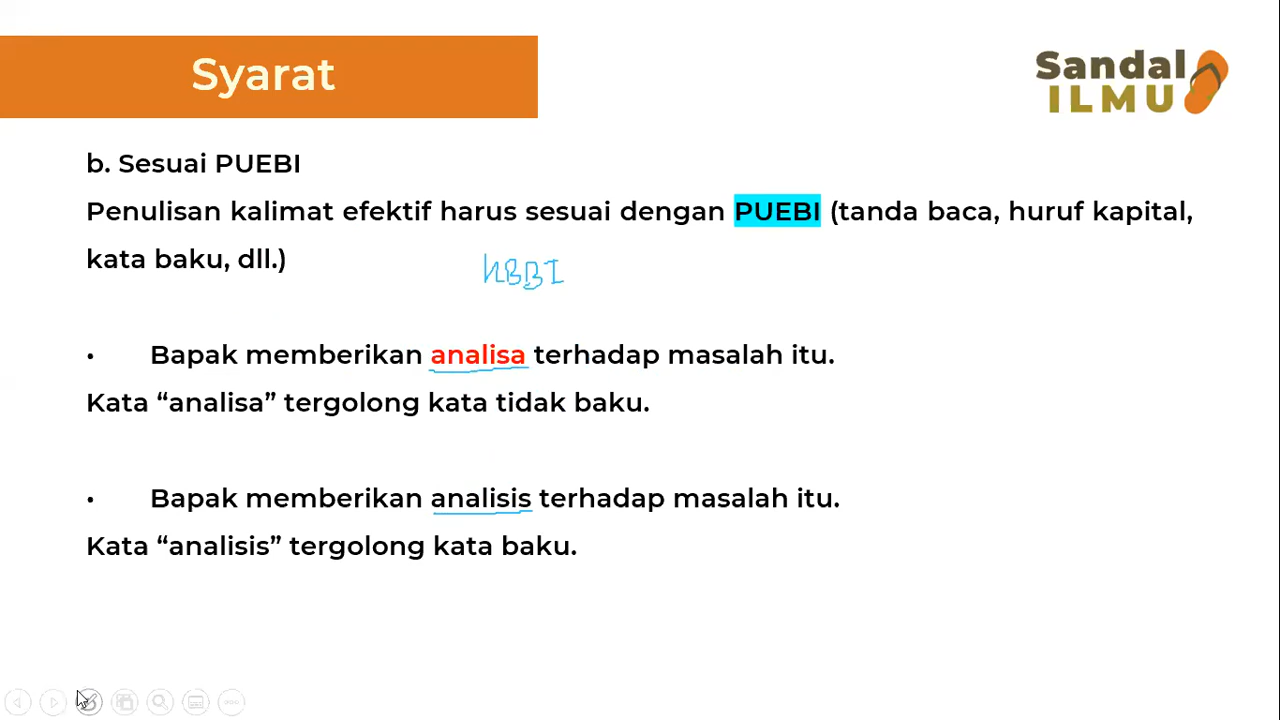 Syarat
Sandal
ILMU
b. Sesuai PUEBI
Penulisan kalimat efektif harus sesuai dengan PUEBI (tanda baca, huruf kapital,
kata baku, dll.)
KBBI
• Bapak memberikan analisa terhadap masalah itu.
Kata “analisa” tergolong kata tidak baku.
• Bapak memberikan analisis terhadap masalah itu.
Kata “analisis” tergolong kata baku.